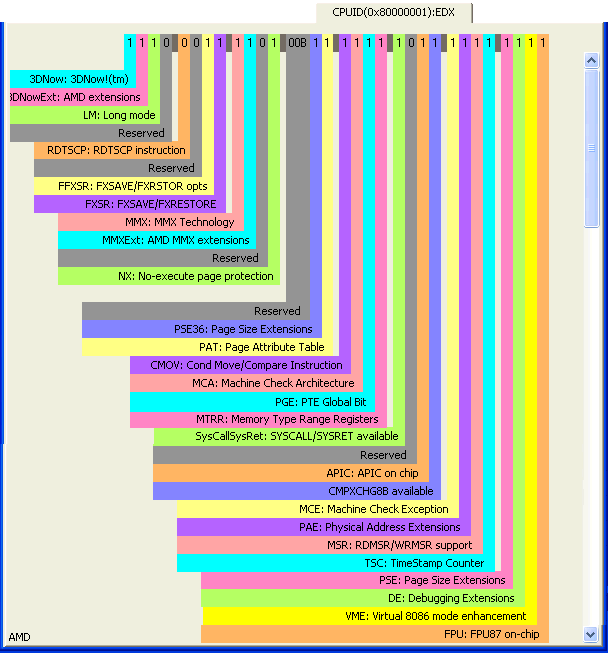 CPUID(0x80000001):EDX
1 1 1 0 0 0 1 1 1 1 0 1 00B 1 1 1 1 1 1 1 0 1 1 1 1 1 1 1 1 1 1
3DNow: 3DNow!(tm)
3DNowExt: AMD extensions
LM: Long mode
Reserved
RDTSCP: RDTSCP instruction
Reserved
FFXSR: FXSAVE/FXRSTOR opts
FXSR: FXSAVE/FXRESTORE
MMX: MMX Technology
MMXExt: AMD MMX extensions
Reserved
NX: No-execute page protection
Reserved
PSE36: Page Size Extensions
PAT: Page Attribute Table
CMOV: Cond Move/Compare Instruction
MCA: Machine Check Architecture
PGE: PTE Global Bit
MTRR: Memory Type Range Registers
SysCallSysRet: SYSCALL/SYSRET available
Reserved
APIC: APIC on chip
CMPXCHG8B available
MCE: Machine Check Exception
PAE: Physical Address Extensions
MSR: RDMSR/WRMSR support
TSC: TimeStamp Counter
PSE: Page Size Extensions
DE: Debugging Extensions
VME: Virtual 8086 mode enhancement
FPU: FPU87 on-chip
AMD